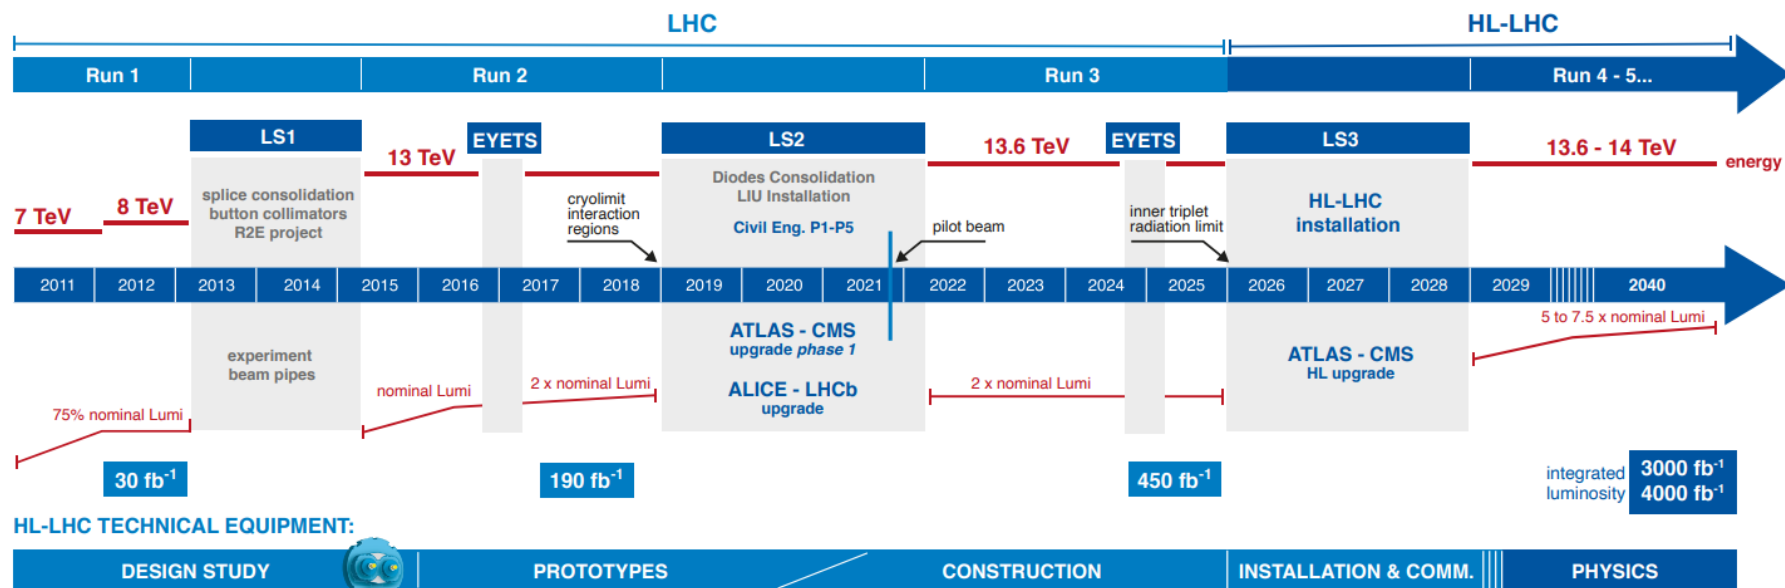 LHC
HL-LHC
Run 1
Run 2
Run 3
Run 4 - 5...
LS1
EYETS
LS2
EYETS
LS3
13 TeV
13.6 TeV
13.6 - 14 TeV
energy
7 TeV
8 TeV
splice consolidation
button collimators
R2E project
cryolimit
interaction
regions
Diodes Consolidation
LIU Installation
Civil Eng. P1-P5
pilot beam
inner triplet
radiation limit
HL-LHC
installation
2011 2012 2013 2014 2015 2016 2017 2018 2019 2020 2021 2022 2023 2024 2025 2026 2027 2028 2029 2040
5 to 7.5 x nominal Lumi
experiment
beam pipes
ATLAS - CMS
upgrade phase 1
ALICE - LHCb
upgrade
ATLAS - CMS
HL upgrade
75% nominal Lumi
nominal Lumi
2 x nominal Lumi
2 x nominal Lumi
30 fb-1
190 fb-1
450 fb-1
integrated
luminosity
3000 fb-1
4000 fb-1
HL-LHC TECHNICAL EQUIPMENT:
DESIGN STUDY
PROTOTYPES
CONSTRUCTION
INSTALLATION & COMM.
PHYSICS